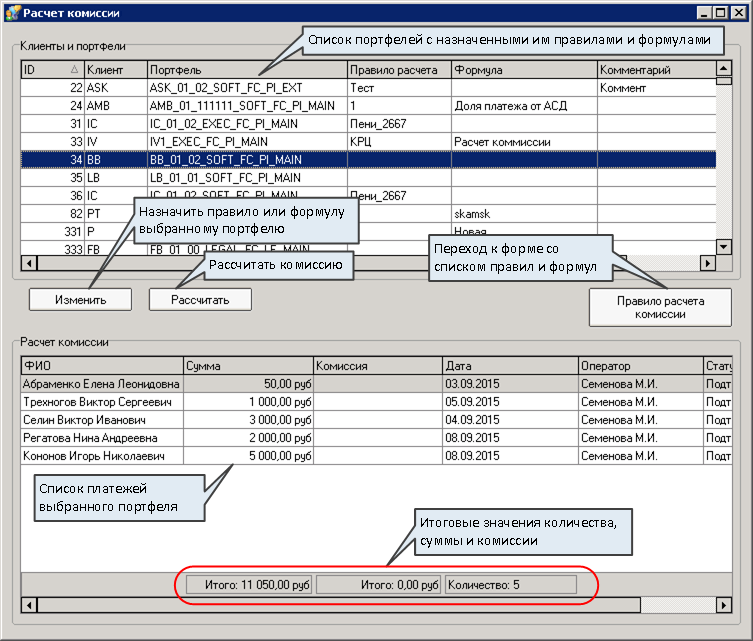 Расчет комиссии
Клиенты и портфели
Список портфелей с назначенными им правилами и формулами
ID Клиент Портфель Правило расчета Формула Комментарий
22 ASK ASK_01_02_SOFT_FC_PI_EXT Тест Коммент
24 AMB AMB_01_111111_SOFT_FC_PI_MAIN 1 Доля платежа от АСД
31 IC IC_01_02_EXEC_FC_PI_MAIN Пени_2667
33 IV IV1_EXEC_FC_PI_MAIN КРЦ Расчет коммиссии
34 BB BB_01_02_SOFT_FC_PI_MAIN
35 LB LB_01_01_SOFT_FC_PI_MAIN
36 IC IC_01_02_SOFT_FC_PI_MAIN Пени_2667
82 PT skamsk
331 P Новая
333 FB FB_01_00_LEGAL_FC_LE_MAIN
Назначить правило или формулу
выбранному портфелю
Рассчитать комиссию
Переход к форме со
списком правил и формул
Изменить
Рассчитать
Правило расчета
комиссии
Расчет комиссии
ФИО Сумма Комиссия Дата Оператор Стату
Абраменко Елена Леонидовна 50,00 руб 03.09.2015 Семенова М.И. Подт
Трехногов Виктор Сергеевич 1 000,00 руб 05.09.2015 Семенова М.И. Подт
Селин Виктор Иванович 3 000,00 руб 04.09.2015 Семенова М.И. Подт
Регатова Нина Андреевна 2 000,00 руб 08.09.2015 Семенова М.И. Подт
Кононов Игорь Николаевич 5 000,00 руб 08.09.2015 Семенова М.И. Подт
Список платежей
выбранного портфеля
Итоговые значения количества,
суммы и комиссии
Итого: 11 050,00 руб Итого: 0,00 руб Количество: 5